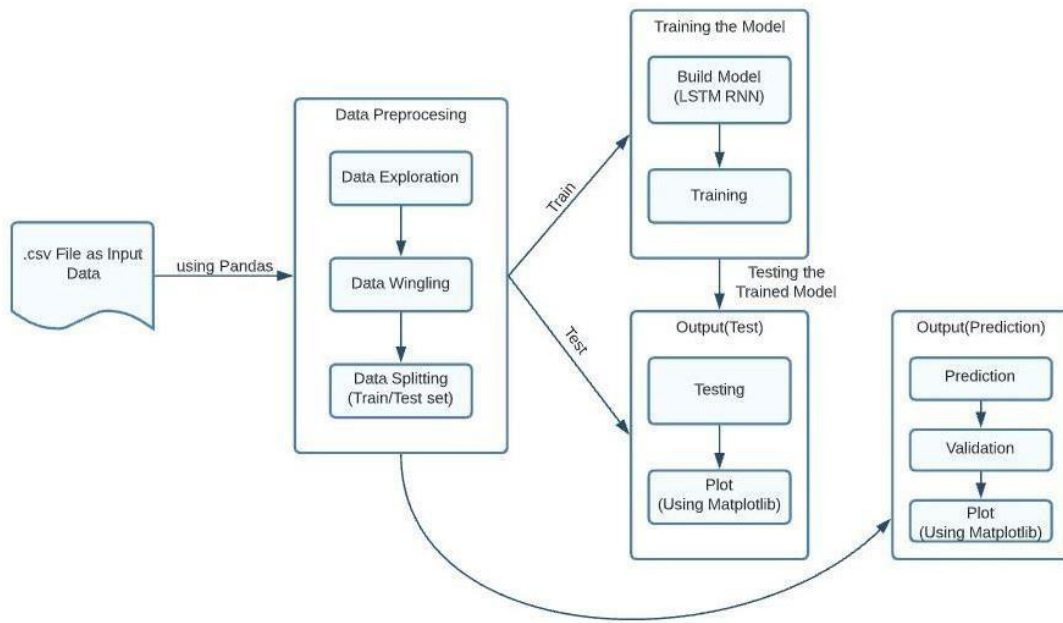 .csv File as Input
Data
using Pandas
Data Preprocesing
Data Exploration
Data Wingling
Data Splitting
(Train/Test set)
Train
Test
Training the Model
Build Model
(LSTM RNN)
Training
Testing the
Trained Model
Output(Test)
Testing
Plot
(Using Matplotlib)
Output(Prediction)
Prediction
Validation
Plot
(Using Matplotlib)